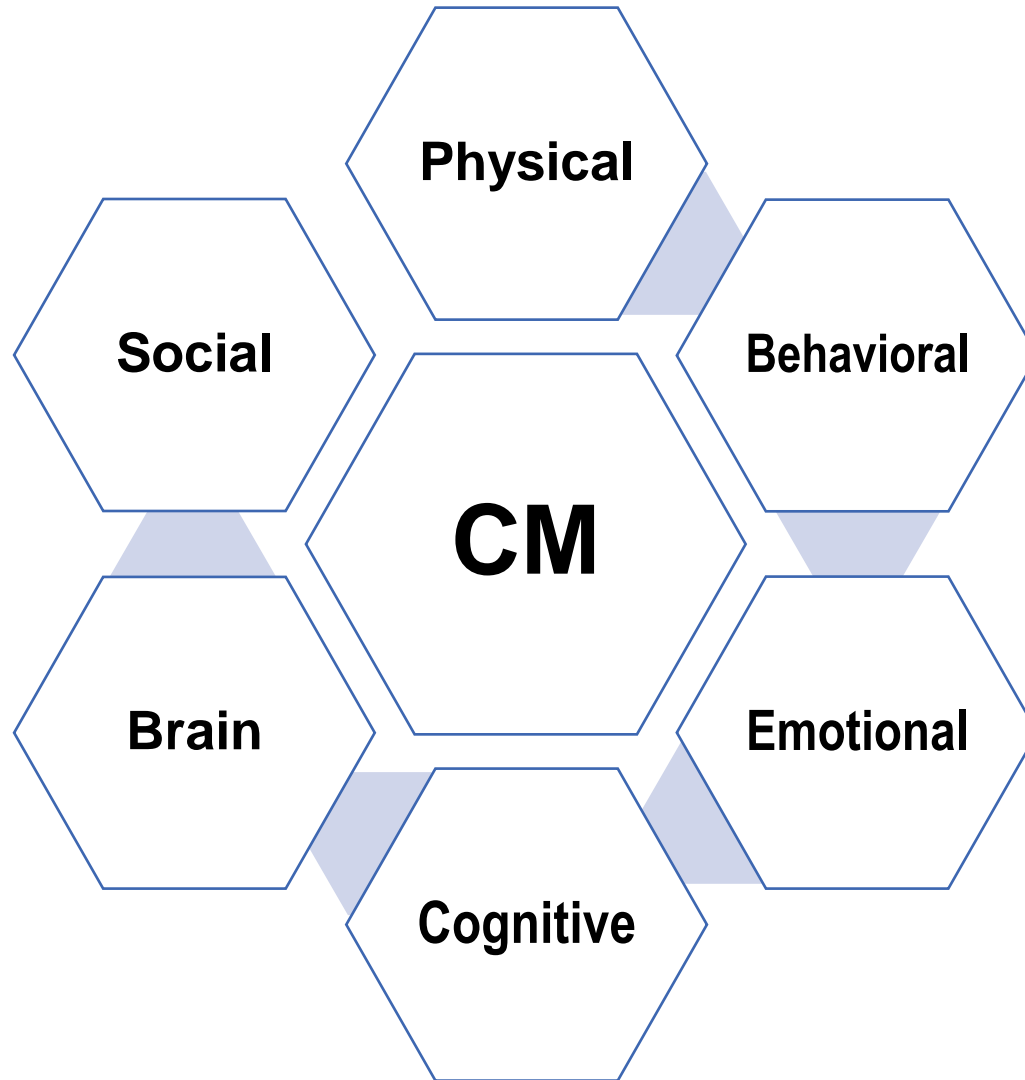 Physical
Social
Behavioral
CM
Brain
Emotional
Cognitive